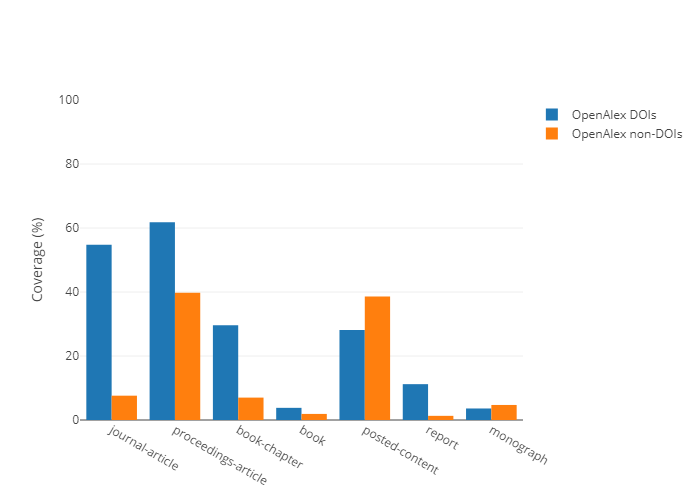 100
80
60
40
20
0
Coverage (%)
journal-article
proceedings-article
book-chapter
book
posted-content
report
monograph
OpenAlex DOIs
OpenAlex non-DOIs